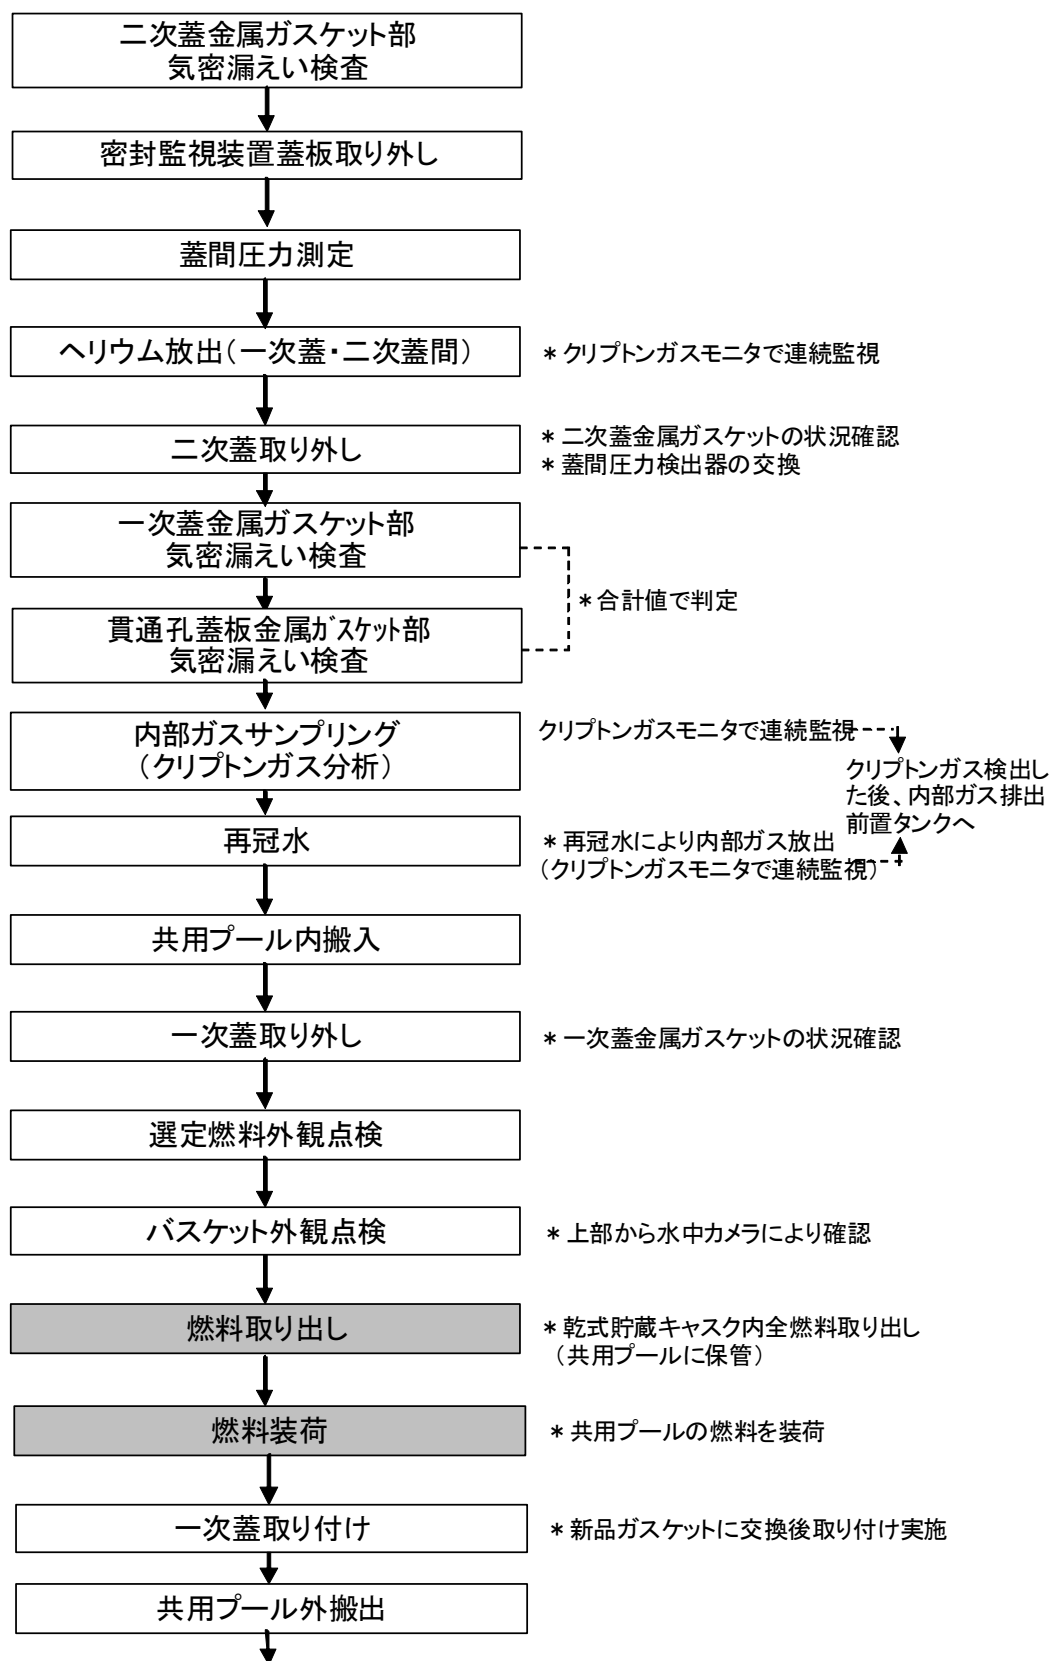 二次蓋金属ガスケット部
気密漏えい検査
密封監視装置蓋板取り外し
蓋間圧力測定
ヘリウム放出(一次蓋・二次蓋間)
＊クリプトンガスモニタで連続監視
二次蓋取り外し
＊二次蓋金属ガスケットの状況確認
＊蓋間圧力検出器の交換
一次蓋金属ガスケット部
気密漏えい検査
＊合計値で判定
貫通孔蓋板金属ｶﾞｽｹｯﾄ部
気密漏えい検査
内部ガスサンプリング
(クリプトンガス分析)
クリプトンガスモニタで連続監視
クリプトンガス検出し
た後、内部ガス排出
前置タンクへ
再冠水
＊再冠水により内部ガス放出
(クリプトンガスモニタで連続監視)
共用プール内搬入
一次蓋取り外し
＊一次蓋金属ガスケットの状況確認
選定燃料外観点検
バスケット外観点検
＊上部から水中カメラにより確認
燃料取り出し
＊乾式貯蔵キャスク内全燃料取り出し
(共用プールに保管)
燃料装荷
＊共用プールの燃料を装荷
一次蓋取り付け
＊新品ガスケットに交換後取り付け実施
共用プール外搬出